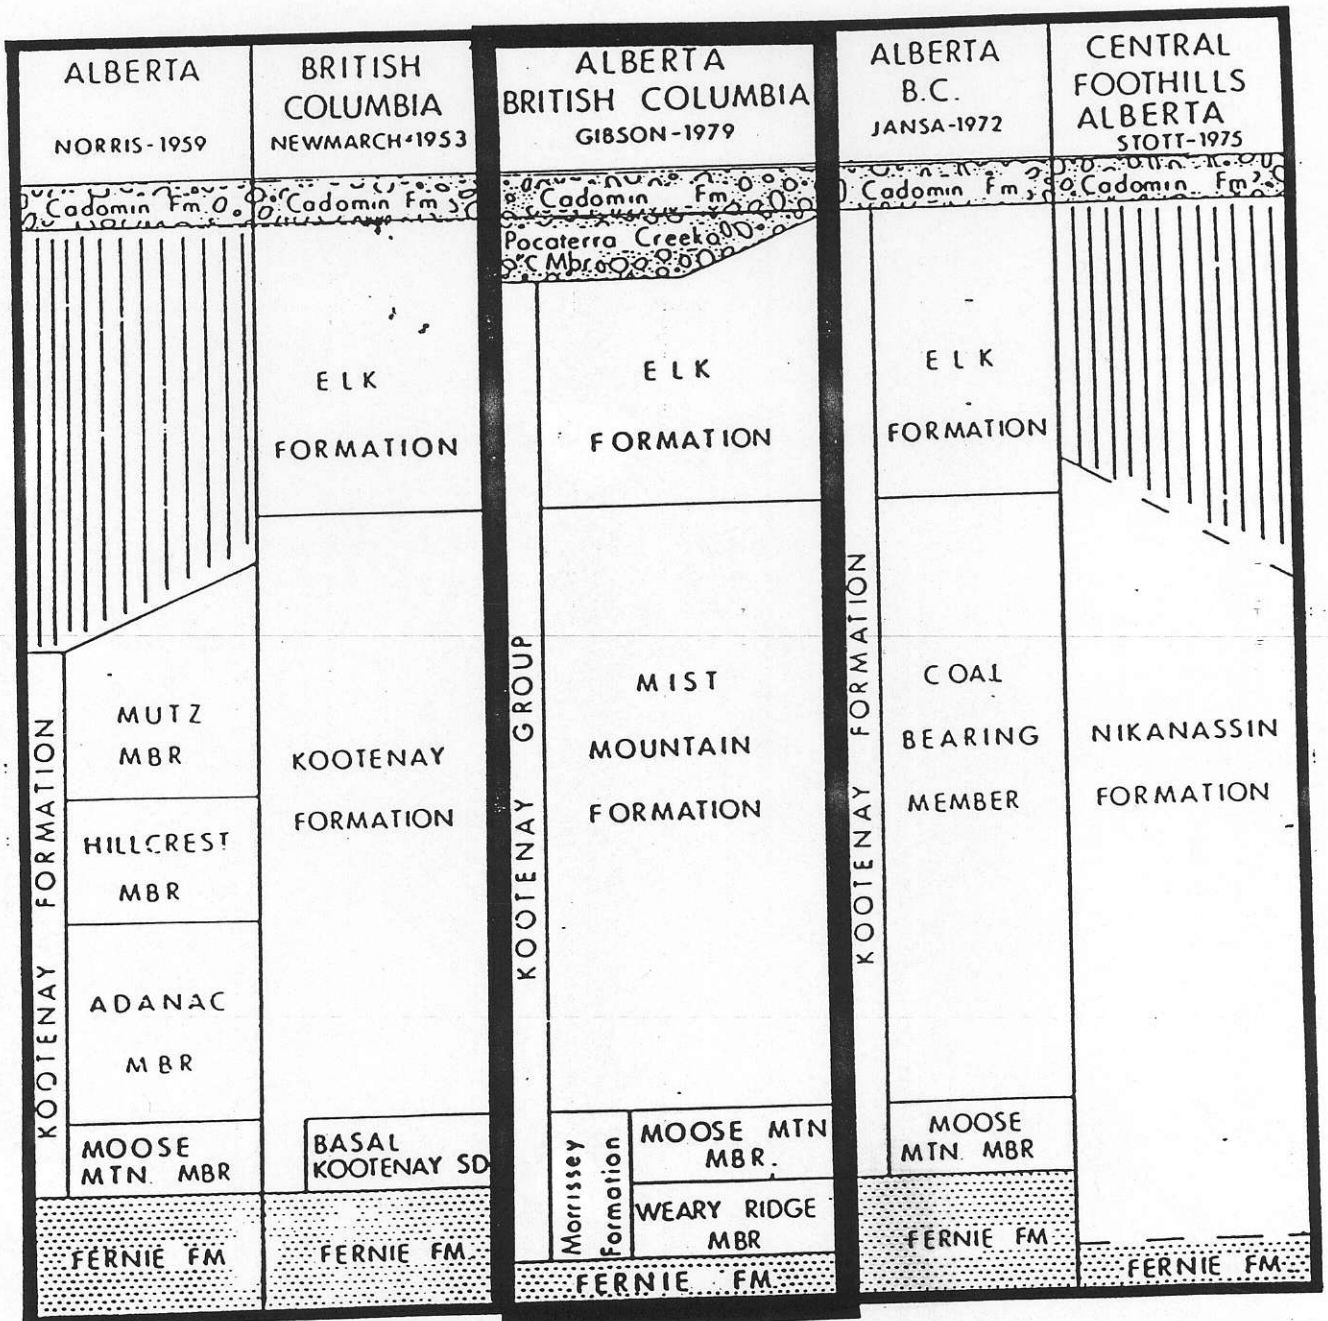 ALBERTA
NORRIS-1959
BRITISH
COLUMBIA
NEWMARCH-1953
ALBERTA
BRITISH COLUMBIA
GIBSON-1979
ALBERTA
B.C.
JANSA-1972
CENTRAL
FOOTHILLS
ALBERTA
STOTT-1975
Cadomin Fm.
Cadomin Fm
Cadomin Fm
Cadomin Fm
Cadomin Fm
Pocaterra Creek
Mbr
KOOTENAY FORMATION
MUTZ
MBR
HILLCREST
MBR
ADANAC
MBR
MOOSE
MTN. MBR
FERNIE FM
ELK
FORMATION
KOOTENAY
FORMATION
BASAL
KOOTENAY SD
FERNIE FM.
KOOTENAY GROUP
ELK
FORMATION
MIST
MOUNTAIN
FORMATION
Morrissey
Formation
MOOSE MTN
MBR.
WEARY RIDGE
MBR
FERNIE FM.
KOOTENAY FORMATION
ELK
FORMATION
COAL
BEARING
MEMBER
MOOSE
MTN. MBR
FERNIE FM
NIKANASSIN
FORMATION
FERNIE FM